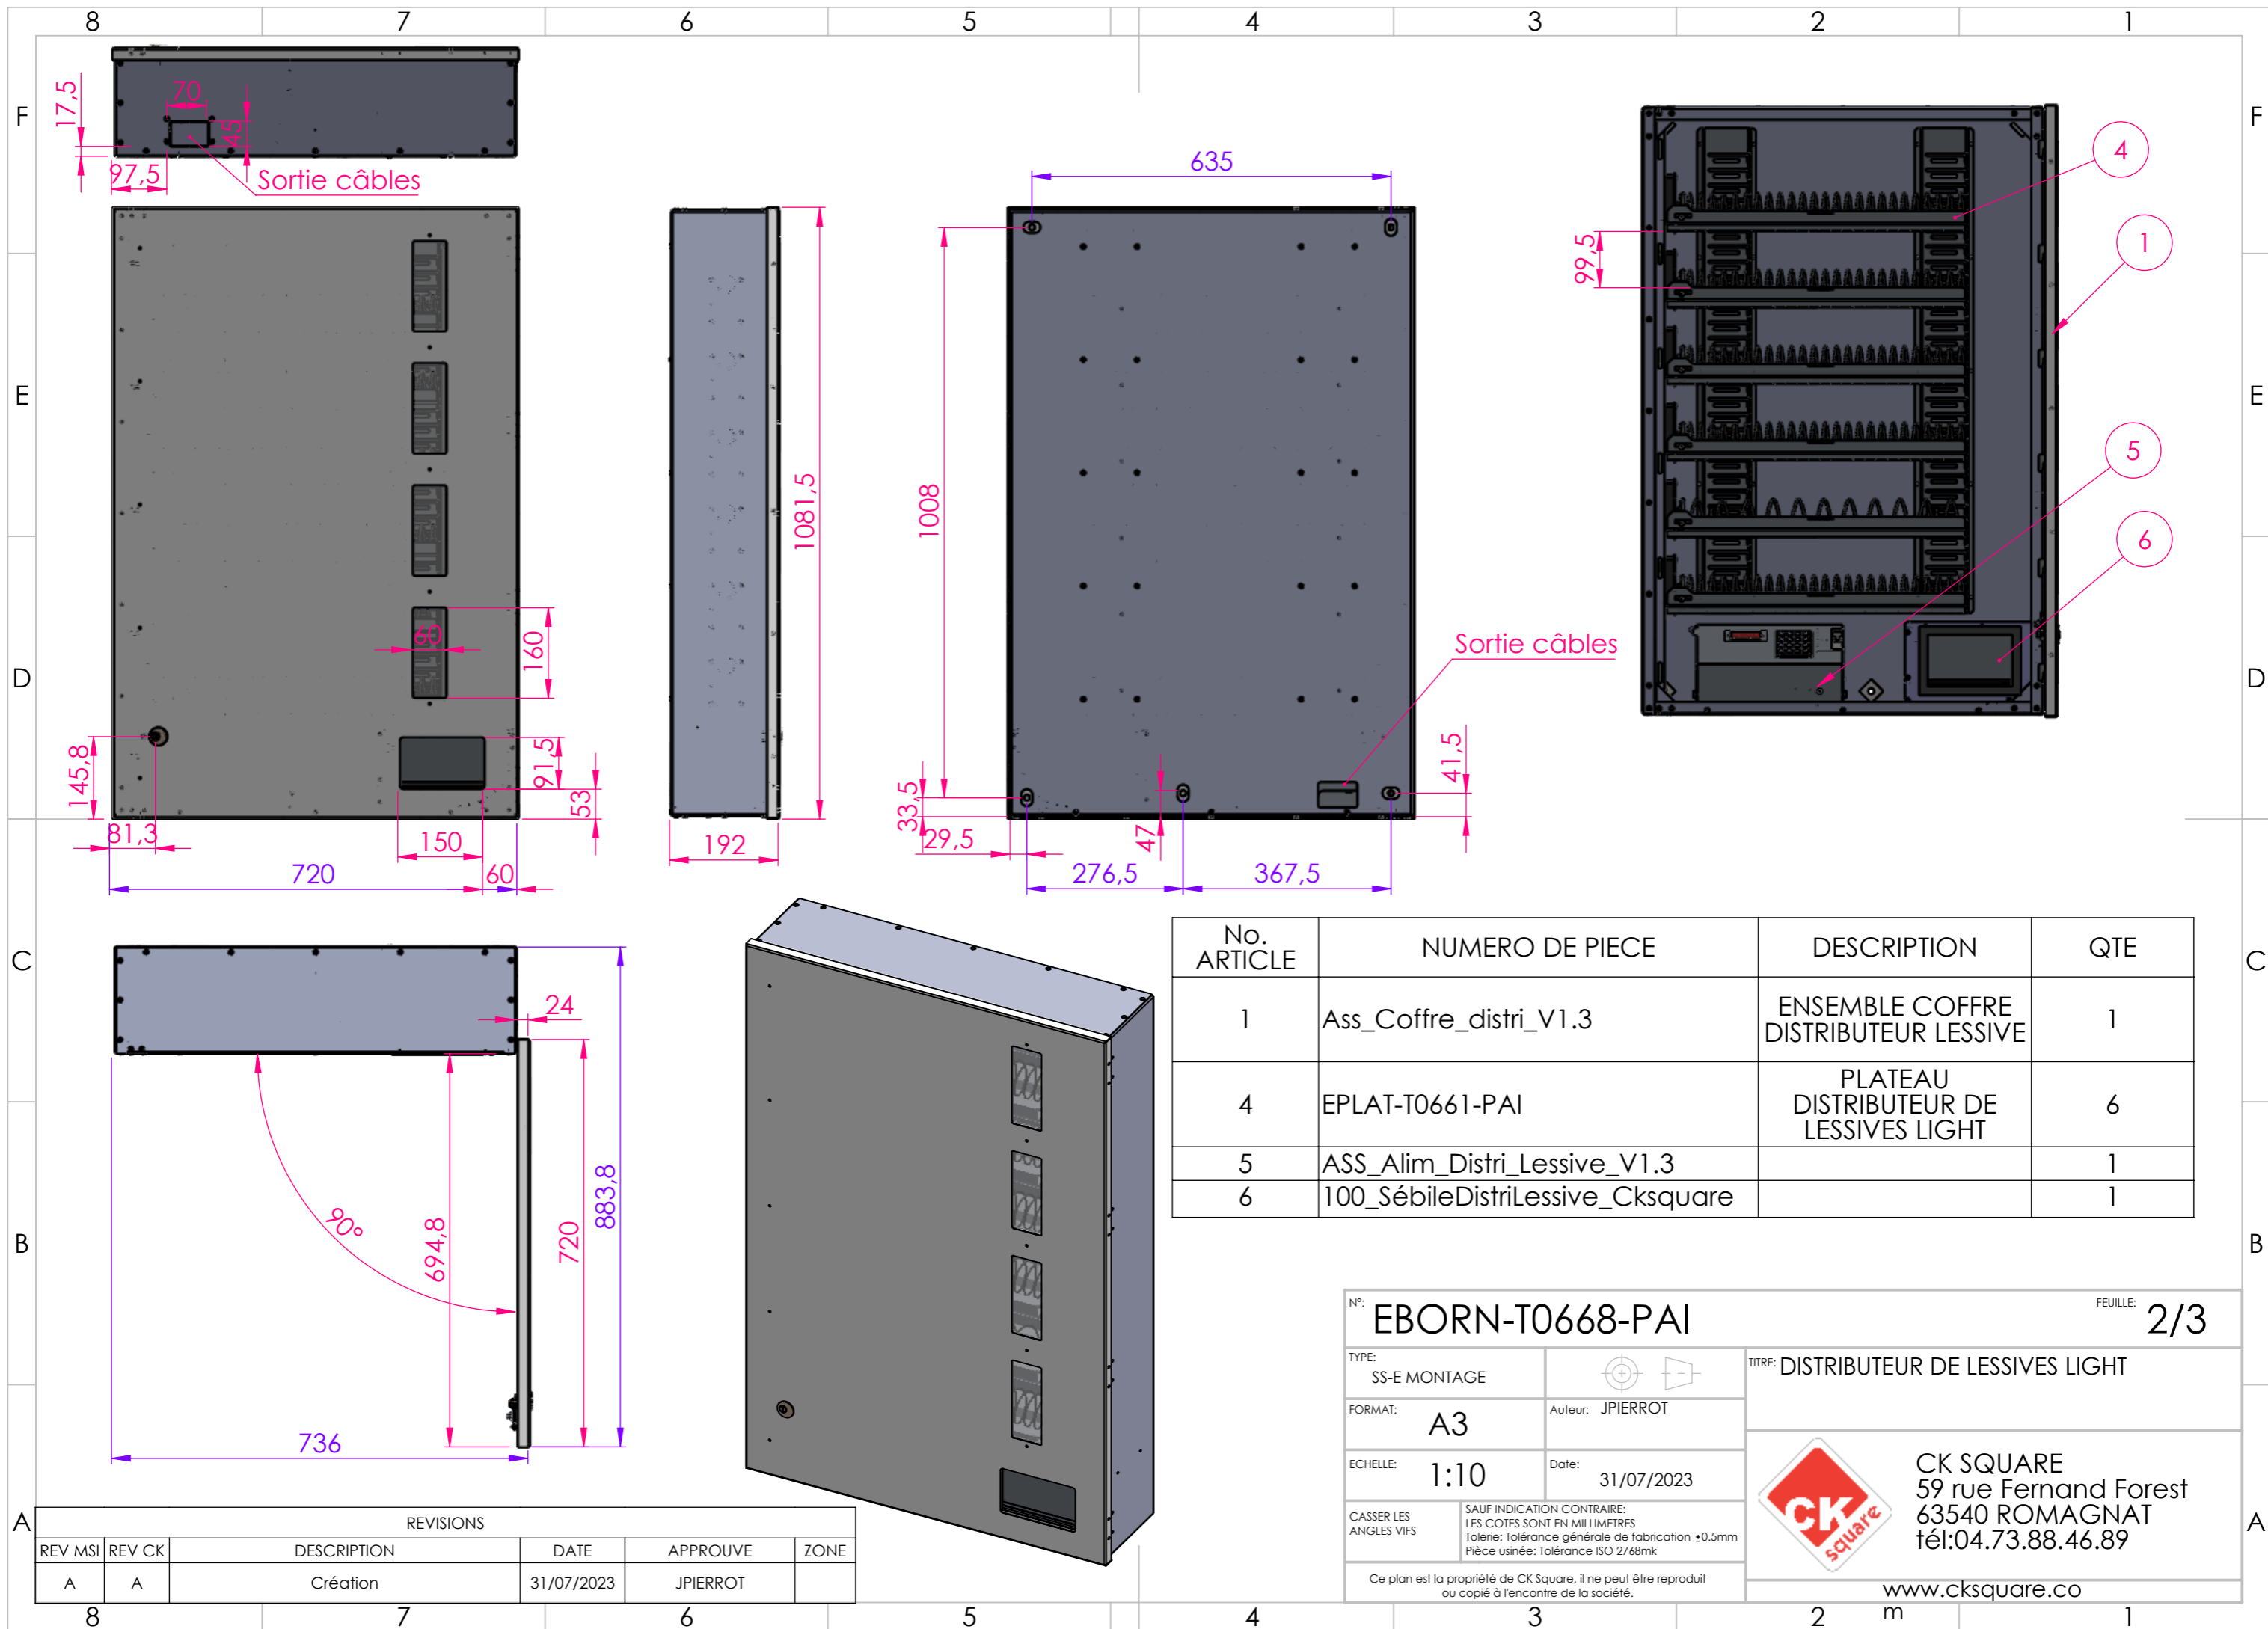 8 7 6 5 4 3 2 1
F
E
D
C
B
A
17,5
70
45
97,5
Sortie câbles
60
160
145,8
91,5
53
81,3
150
720
60
1081,5
192
635
1008
Sortie câbles
33,5
29,5
47
41,5
276,5
367,5
99,5
4
1
5
6
24
90°
694,8
720
883,8
736
No. ARTICLE NUMERO DE PIECE DESCRIPTION QTE
1 Ass_Coffre_distri_V1.3 ENSEMBLE COFFRE DISTRIBUTEUR LESSIVE 1
4 EPLAT-T0661-PAI PLATEAU DISTRIBUTEUR DE LESSIVES LIGHT 6
5 ASS_Alim_Distri_Lessive_V1.3 1
6 100_SébileDistriLessive_Cksquare 1
N°: EBORN-T0668-PAI FEUILLE: 2/3
TYPE: SS-E MONTAGE
TITRE: DISTRIBUTEUR DE LESSIVES LIGHT
FORMAT: A3 Auteur: JPIERROT
ECHELLE: 1:10 Date: 31/07/2023
CASSER LES
ANGLES VIFS
SAUF INDICATION CONTRAIRE:
LES COTES SONT EN MILLIMETRES
Tolerie: Tolérance générale de fabrication ±0.5mm
Pièce usinée: Tolérance ISO 2768mk
Ce plan est la propriété de CK Square, il ne peut être reproduit
ou copié à l'encontre de la société.
CK
square
CK SQUARE
59 rue Fernand Forest
63540 ROMAGNAT
tél:04.73.88.46.89
www.cksquare.co
m
REVISIONS
REV MSI REV CK DESCRIPTION DATE APPROUVE ZONE
A A Création 31/07/2023 JPIERROT
F
E
D
C
B
A
8 7 6 5 4 3 2 1